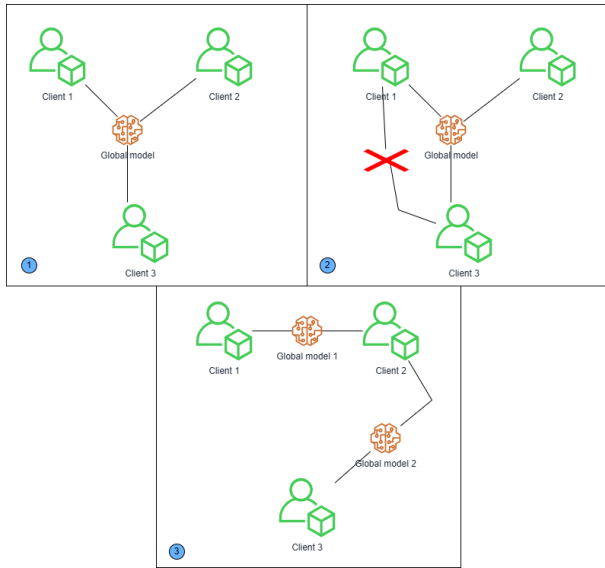 Client 1
Client 2
Global model
Client 3
1
Client 1
Client 2
Global model
Client 3
2
Client 1
Global model 1
Client 2
Global model 2
Client 3
3